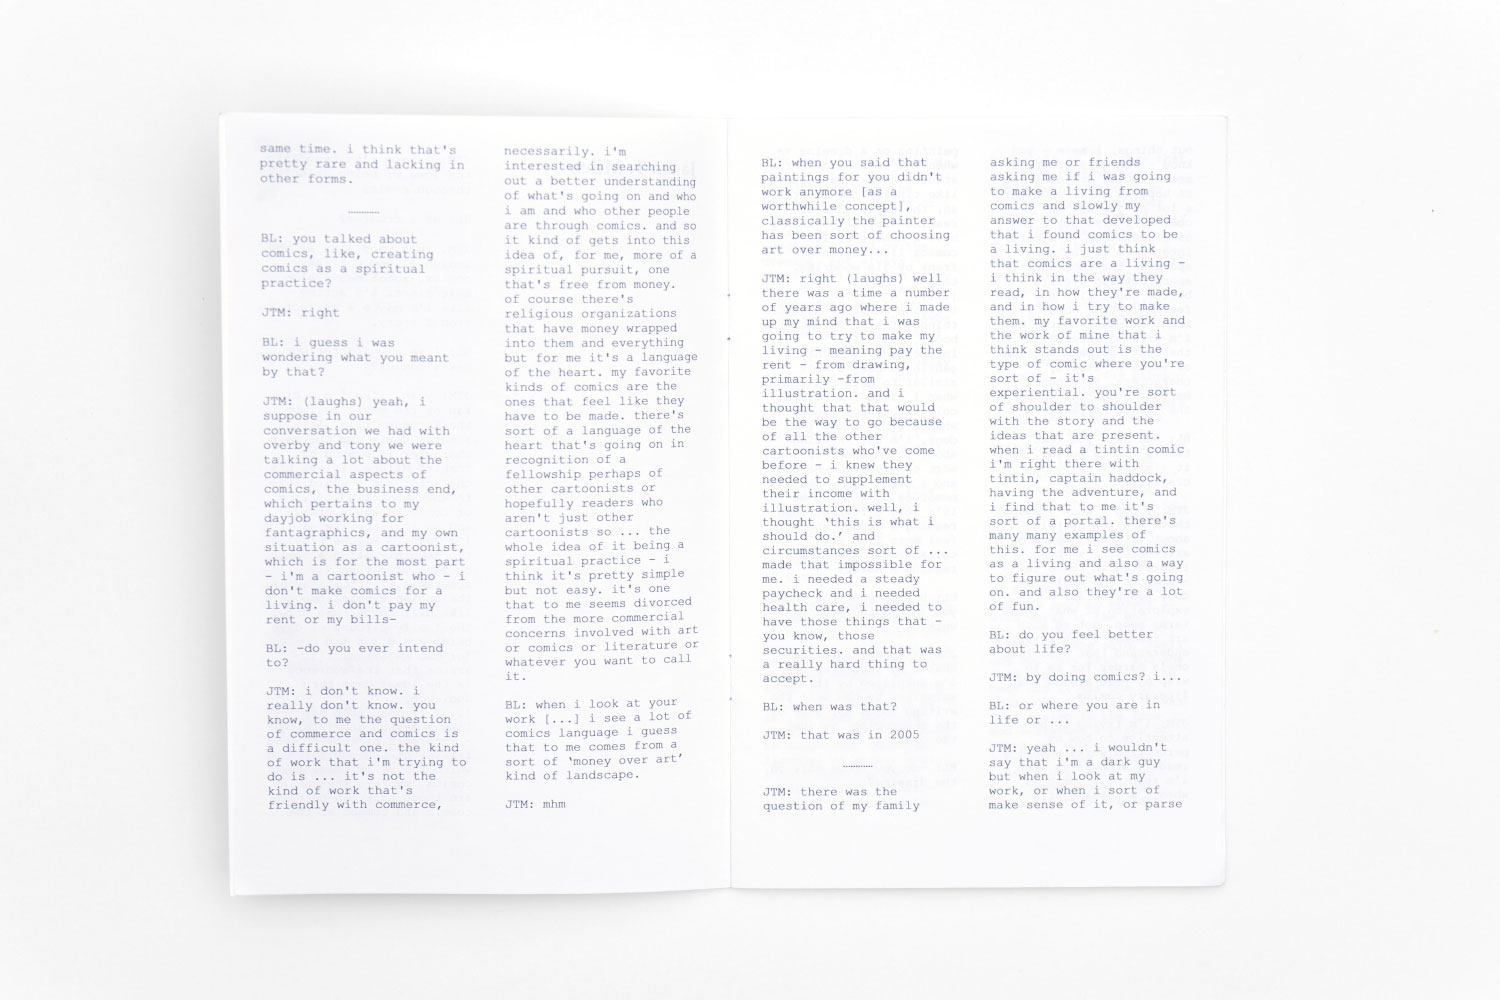 same time. i think that's
pretty rare and lacking in
other forms.
............
BL: you talked about
comics, like, creating
comics as a spiritual
practice?
JTM: right
BL: i guess i was
wondering what you meant
by that?
JTM: (laughs) yeah, i
suppose in our
conversation we had with
overby and tony we were
talking a lot about the
commercial aspects of
comics, the business end,
which pertains to my
dayjob working for
fantagraphics, and my own
situation as a cartoonist,
which is for the most part
- i'm a cartoonist who - i
don't make comics for a
living. i don't pay my
rent or my bills-
BL: -do you ever intend
to?
JTM: i don't know. i
really don't know. you
know, to me the question
of commerce and comics is
a difficult one. the kind
of work that i'm trying to
do is ... it's not the
kind of work that's
friendly with commerce,
necessarily. i'm
interested in searching
out a better understanding
of what's going on and who
i am and who other people
are through comics. and so
it kind of gets into this
idea of, for me, more of a
spiritual pursuit, one
that's free from money.
of course there's
religious organizations
that have money wrapped
into them and everything
but for me it's a language
of the heart. my favorite
kinds of comics are the
ones that feel like they
have to be made. there's
sort of a language of the
heart that's going on in
recognition of a
fellowship perhaps of
other cartoonists or
hopefully readers who
aren't just other
cartoonists so ... the
whole idea of it being a
spiritual practice - i
think it's pretty simple
but not easy. it's one
that to me seems divorced
from the more commercial
concerns involved with art
or comics or literature or
whatever you want to call
it.
BL: when i look at your
work [...] i see a lot of
comics language i guess
that to me comes from a
sort of ‘money over art’
kind of landscape.
JTM: mhm
BL: when you said that
paintings for you didn't
work anymore [as a
worthwhile concept],
classically the painter
has been sort of choosing
art over money...
JTM: right (laughs) well
there was a time a number
of years ago where i made
up my mind that i was
going to try to make my
living - meaning pay the
rent - from drawing,
primarily -from
illustration. and i
thought that that would
be the way to go because
of all the other
cartoonists who've come
before - i knew they
needed to supplement
their income with
illustration. well, i
thought ‘this is what i
should do.’ and
circumstances sort of ...
made that impossible for
me. i needed a steady
paycheck and i needed
health care, i needed to
have those things that -
you know, those
securities. and that was
a really hard thing to
accept.
BL: when was that?
JTM: that was in 2005
............
JTM: there was the
question of my family
asking me or friends
asking me if i was going
to make a living from
comics and slowly my
answer to that developed
that i found comics to be
a living. i just think
that comics are a living -
i think in the way they
read, in how they're made,
and in how i try to make
them. my favorite work and
the work of mine that i
think stands out is the
type of comic where you're
sort of - it's
experiential. you're sort
of shoulder to shoulder
with the story and the
ideas that are present.
when i read a tintin comic
i'm right there with
tintin, captain haddock,
having the adventure, and
i find that to me it's
sort of a portal. there's
many many examples of
this. for me i see comics
as a living and also a way
to figure out what's going
on. and also they're a lot
of fun.
BL: do you feel better
about life?
JTM: by doing comics? i...
BL: or where you are in
life or ...
JTM: yeah ... i wouldn't
say that i'm a dark guy
but when i look at my
work, or when i sort of
make sense of it, or parse